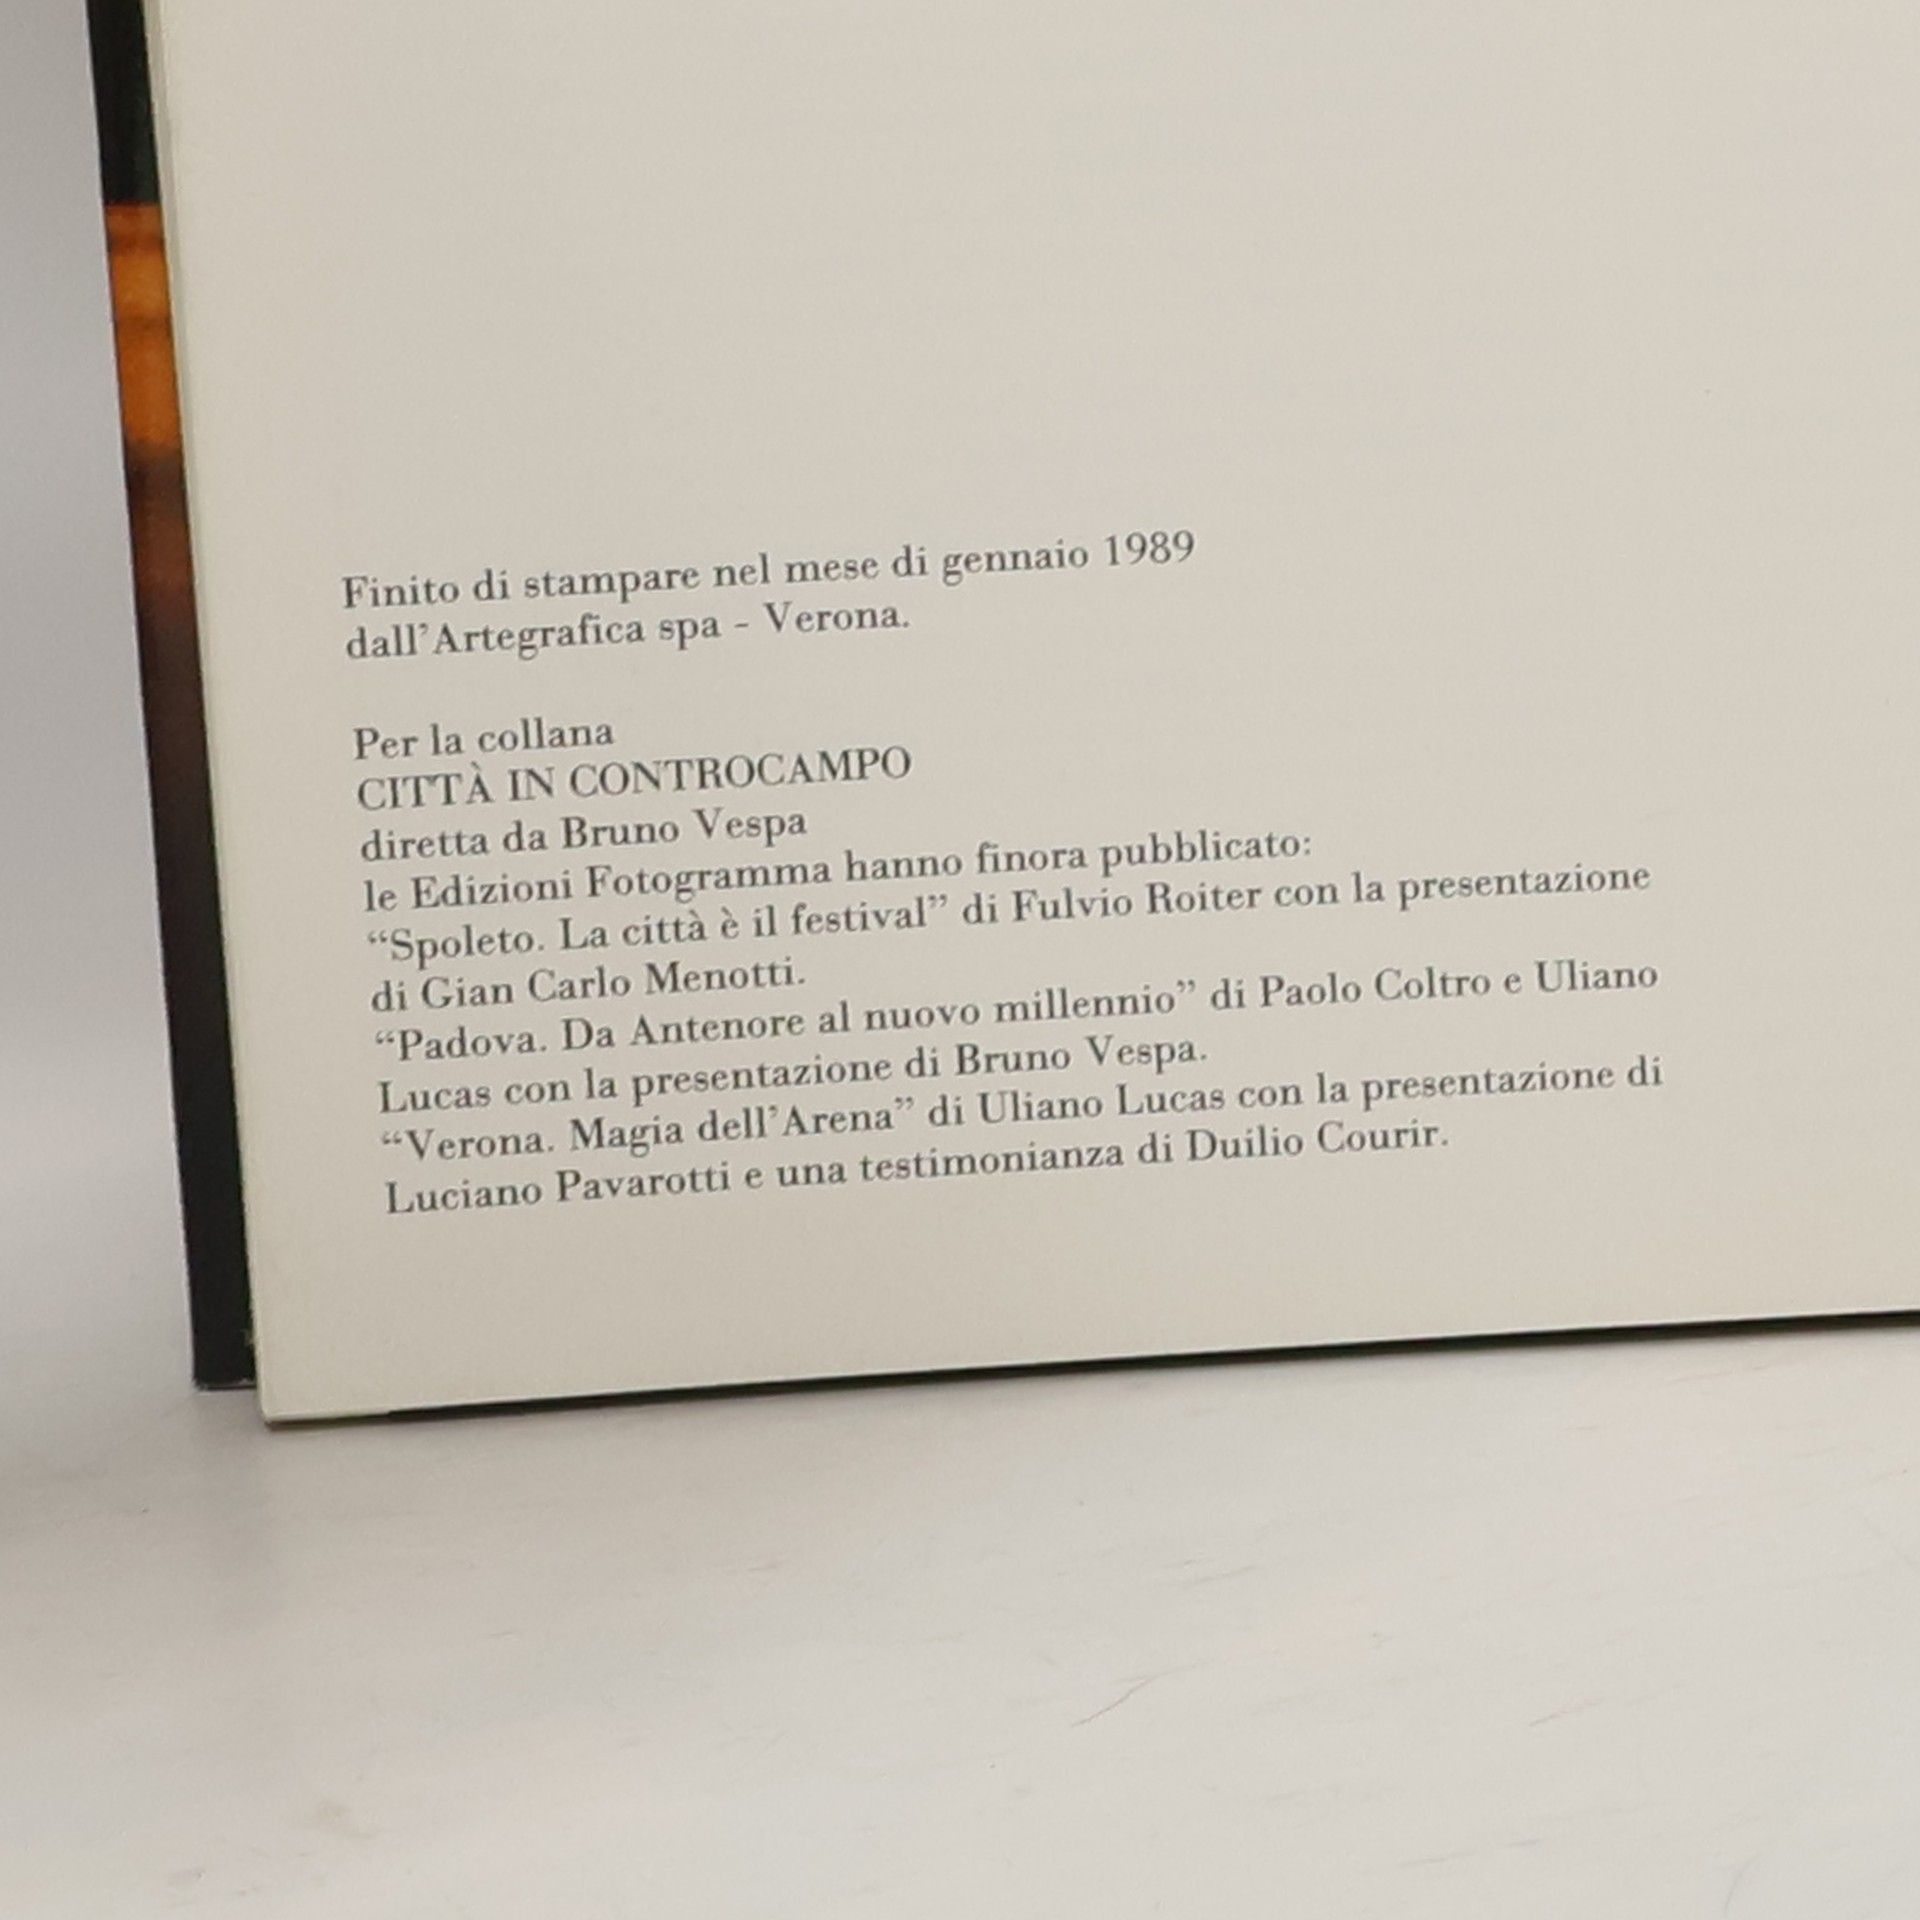 Finito di stampare nel mese di gennaio 1989
dall'Artegrafica spa - Verona.
Per la collana
CITTÀ IN CONTROCAMPO
diretta da Bruno Vespa
le Edizioni Fotogramma hanno finora pubblicato:
“Spoleto. La città è il festival” di Fulvio Roiter con la presentazione
di Gian Carlo Menotti.
“Padova. Da Antenore al nuovo millennio” di Paolo Coltro e Uliano
Lucas con la presentazione di Bruno Vespa.
“Verona. Magia dell'Arena” di Uliano Lucas con la presentazione di
Luciano Pavarotti e una testimonianza di Duilio Courir.